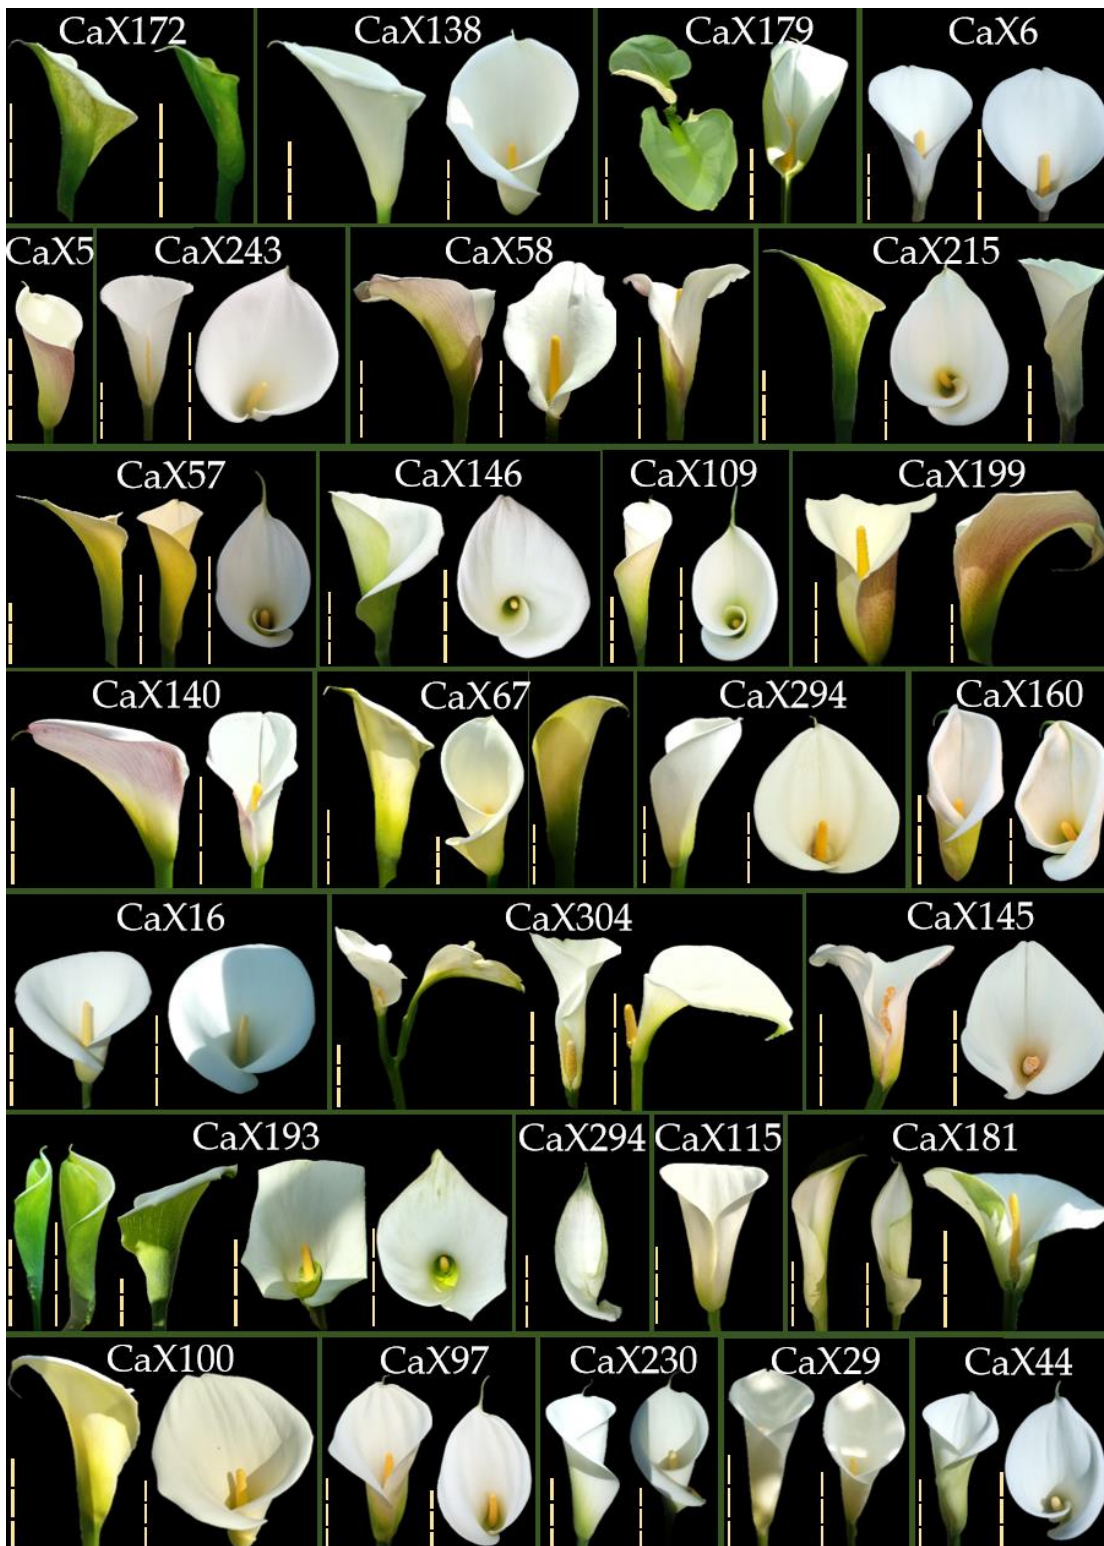 CaX172 CaX138 CaX179 CaX6
CaX5 CaX243 CaX58 CaX215
CaX57 CaX146 CaX109 CaX199
CaX140 CaX67 CaX294 CaX160
CaX16 CaX304 CaX145
CaX193 CaX294 CaX115 CaX181
CaX100 CaX97 CaX230 CaX29 CaX44